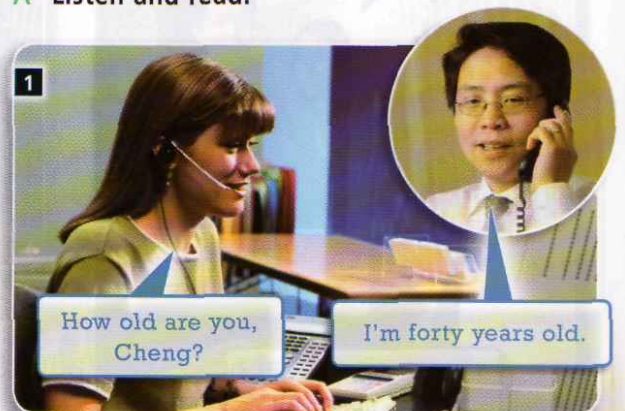 A Listen and read.
1
How old are you,
Cheng?
I'm forty years old.